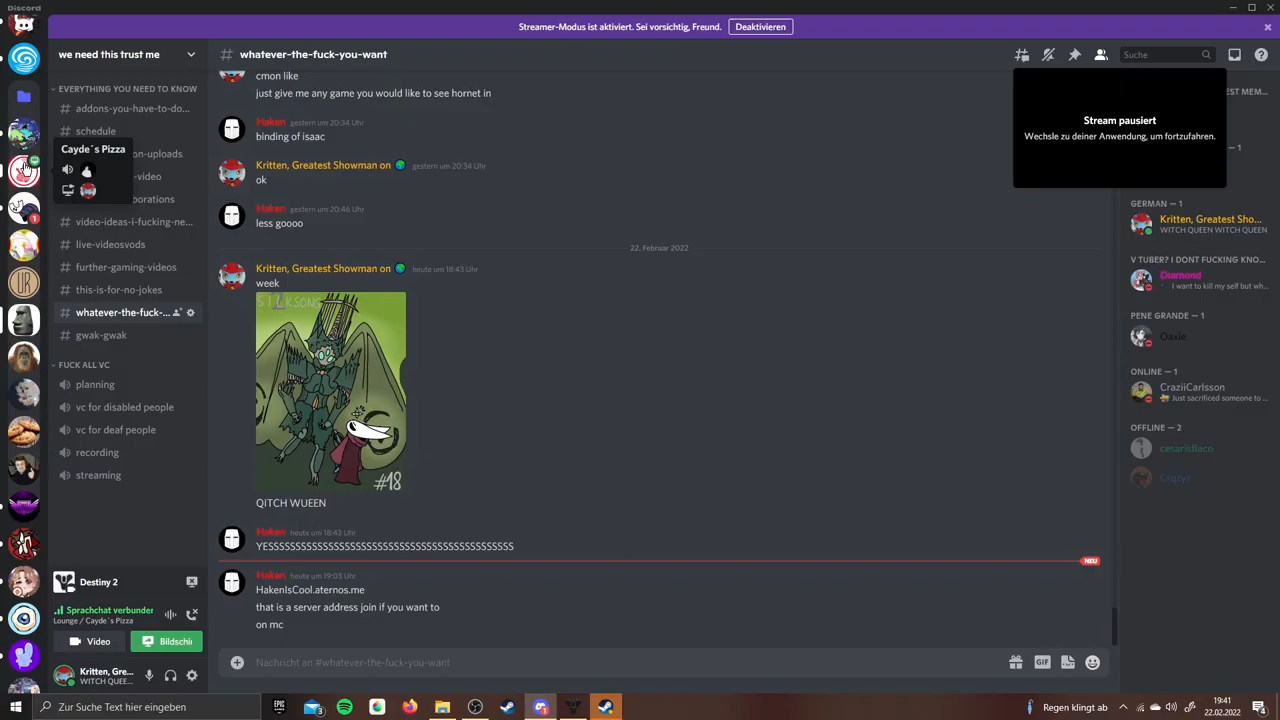 Discord
Streamer-Modus ist aktiviert. Sei vorsichtig, Freund.
Deaktivieren
we need this trust me
# whatever-the-fuck-you-want
Suche
EVERYTHING YOU NEED TO KNOW
addons-you-have-to-do...
schedule
on-uploads
-video
borations
video-ideas-i-fucking-ne...
live-videosvods
further-gaming-videos
this-is-for-no-jokes
whatever-the-fuck-...
gwak-gwak
FUCK ALL VC
planning
vc for disabled people
vc for deaf people
recording
streaming
Cayde´s Pizza
1
Destiny 2
Sprachchat verbunden
Lounge / Cayde´s Pizza
Video
Bildschi
Kritten, Gre...
WITCH QUEE...
cmon like
just give me any game you would like to see hornet in
Haken gestern um 20:34 Uhr
binding of isaac
Kritten, Greatest Showman on gestern um 20:34 Uhr
ok
Haken gestern um 20:46 Uhr
less goooo
22. Februar 2022
Kritten, Greatest Showman on heute um 18:43 Uhr
week
SILKSONG
#18
QITCH WUEEN
Haken heute um 18:43 Uhr
YESSSSSSSSSSSSSSSSSSSSSSSSSSSSSSSSSSSSSSSSSSSSSSS
NEU
Haken heute um 19:03 Uhr
HakenIsCool.aternos.me
that is a server address join if you want to
on mc
Nachricht an #whatever-the-fuck-you-want
GIF
Stream pausiert
Wechsle zu deiner Anwendung, um fortzufahren.
EST MEM...
— 1
GERMAN — 1
Kritten, Greatest Sho...
WITCH QUEEN WITCH QUEEN
V TUBER? I DONT FUCKING KNO...
Diamond
I want to kill my self but wh...
PENE GRANDE — 1
Oaxie
ONLINE — 1
CraziiCarlsson
Just sacrificed someone to ...
OFFLINE — 2
cesarisflaco
Crqzyz
Zur Suche Text hier eingeben
EPIC GAMES
3
Regen klingt ab
19:41
22.02.2022